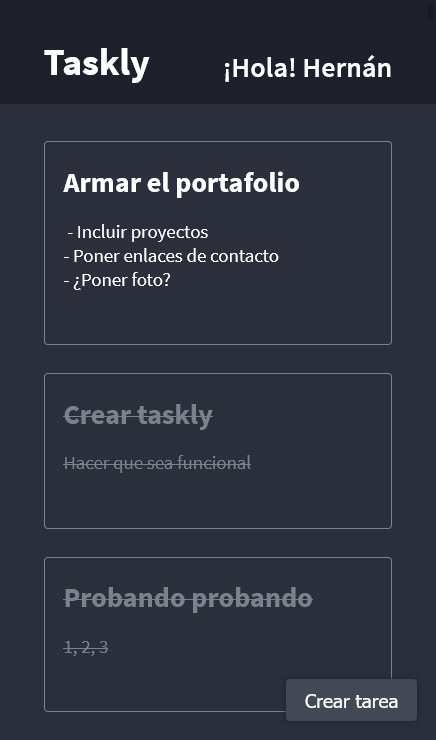 Taskly
¡Hola! Hernán
Armar el portafolio
- Incluir proyectos
- Poner enlaces de contacto
- ¿Poner foto?
Crear taskly
Hacer que sea funcional
Probando probando
1, 2, 3
Crear tarea